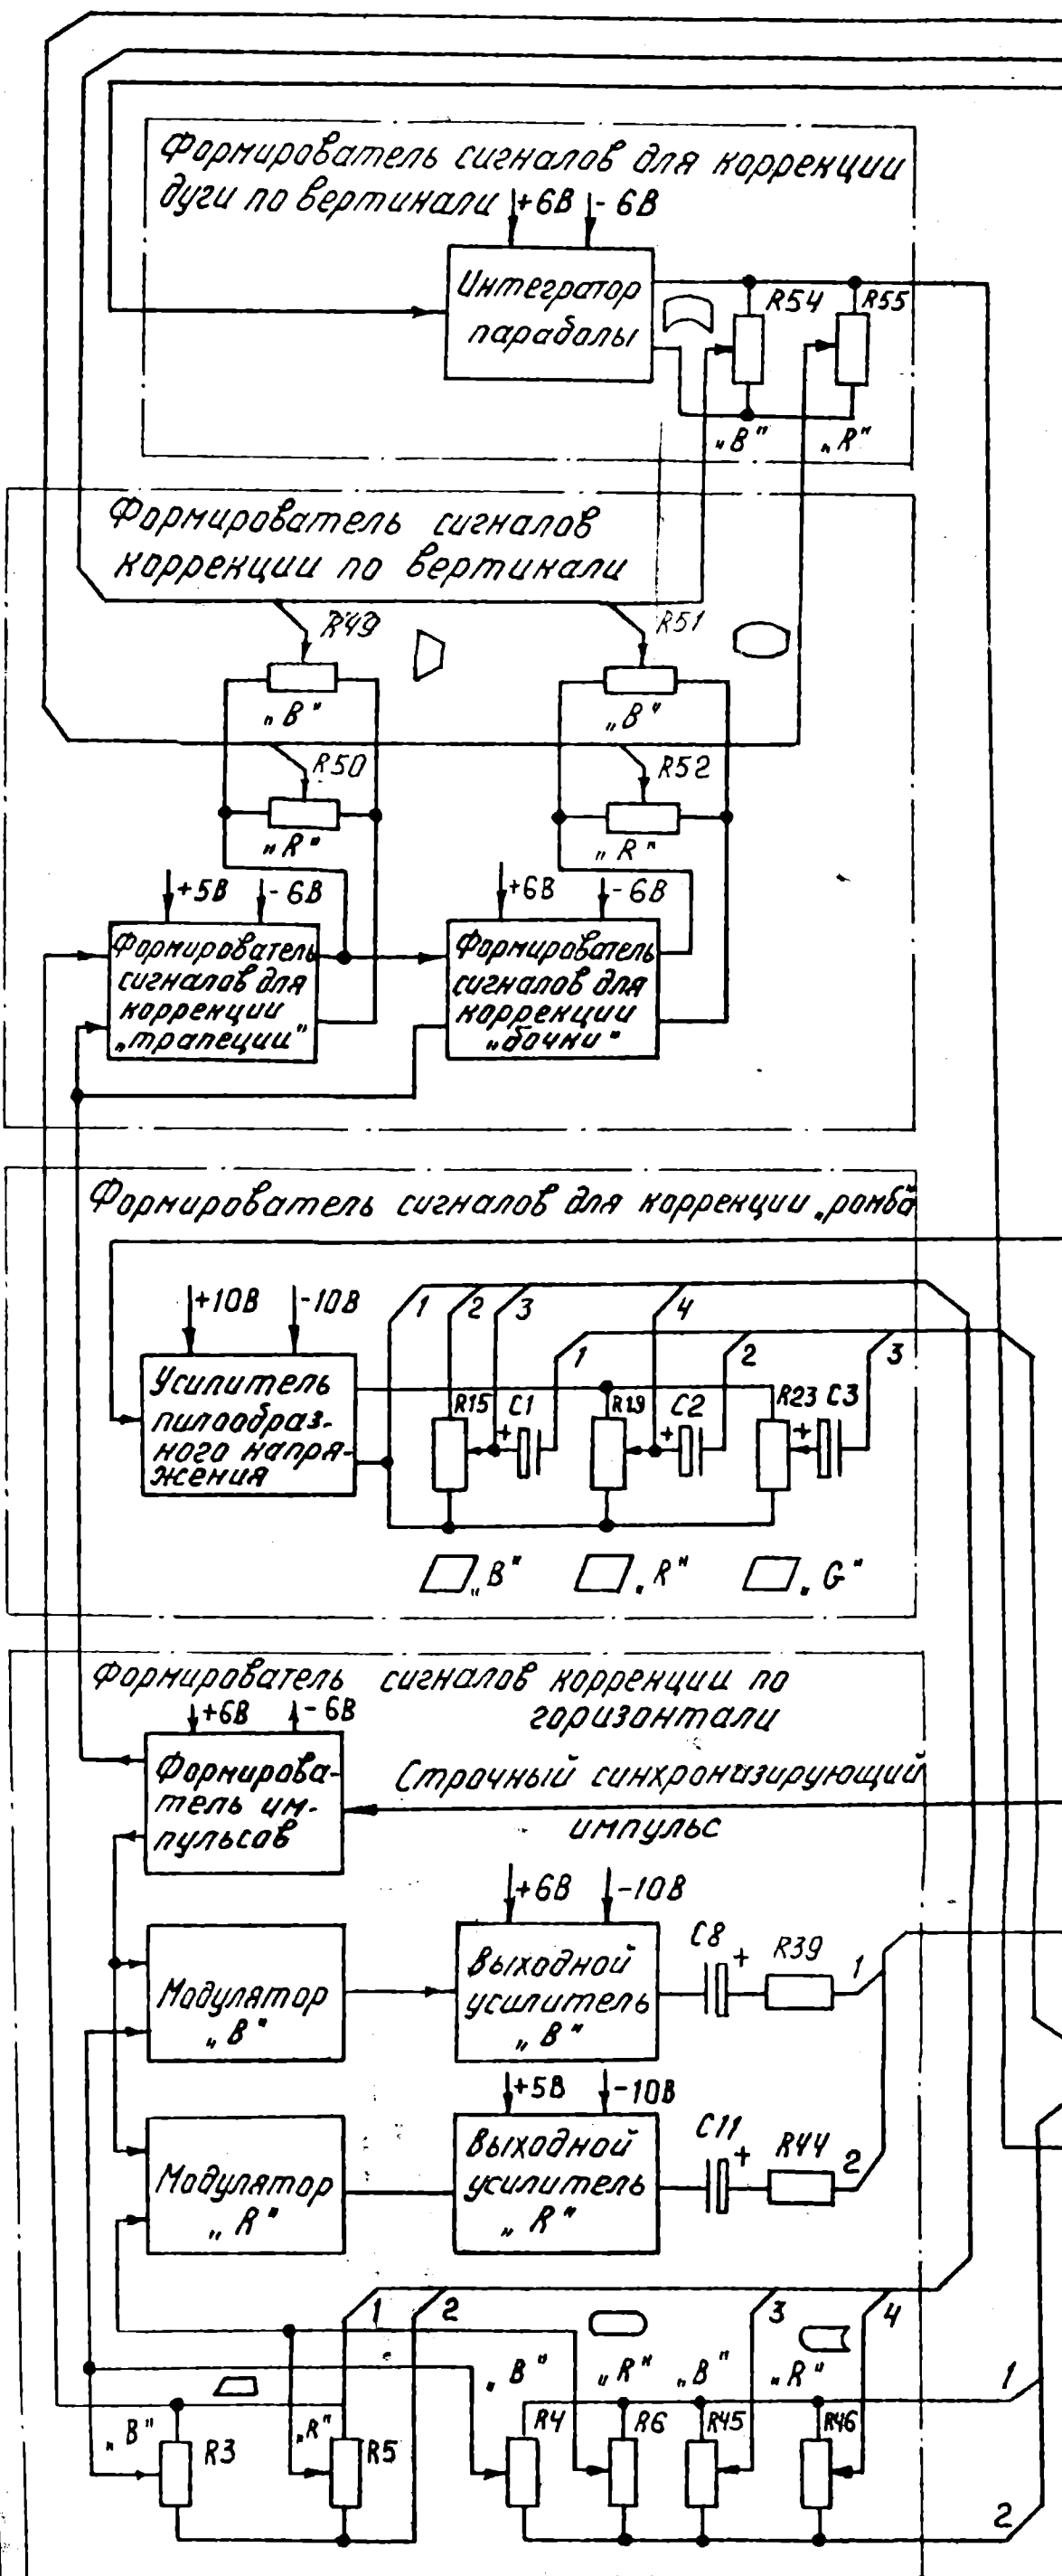 Формирователь сигналов для коррекции
дуги по вертикали
+6В
-6В
Интегратор
параболы
R54
R55
„В"
„R"
Формирователь сигналов
коррекции по вертикали
R49
R51
„В"
„В"
R50
R52
„R"
„R"
+5В
-6В
+6В
-6В
Формирователь
сигналов для
коррекции
„трапеции"
Формирователь
сигналов для
коррекции
„бочки"
Формирователь сигналов для коррекции „ромба
+10В
-10В
1
2
3
4
1
2
3
Усилитель
пилообраз-
ного напря-
жения
R15
+
C1
R19
+
C2
R23
+
C3
„В"
„R"
„G"
Формирователь сигналов коррекции по
горизонтали
+6В
-6В
Формирова-
тель им-
пульсов
Строчный синхронизирующий
импульс
+6В
-10В
Модулятор
„В"
Выходной
усилитель
„В"
C8
+
R39
1
+5В
-10В
Модулятор
„R"
Выходной
усилитель
„R"
C11
+
R44
2
1
2
3
4
„В"
„R"
„В"
„R"
1
„В"
R3
„R"
R5
R4
R6
R45
R46
2